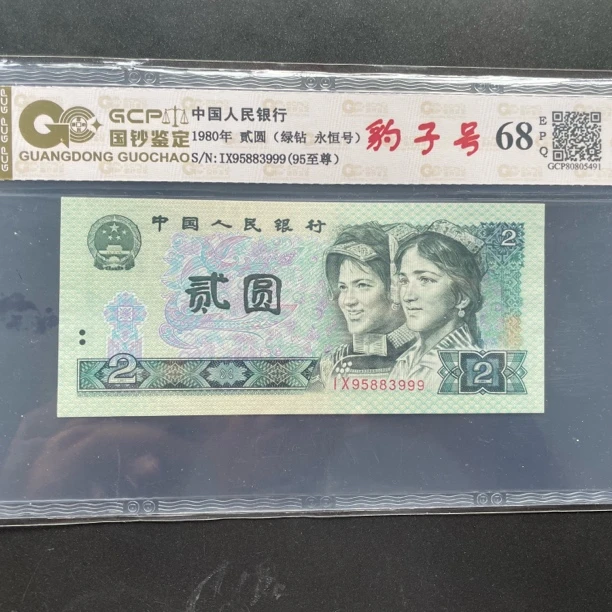 GCP 中国人民银行
国钞鉴定 1980年 贰圆（绿钻 永恒号） 豹子号 68 EPQ
GUANGDONG GUOCHAO S/N:IX95883999(95至尊)
GCP80805491
中国人民银行
2
贰圆
2
IX95883999
2